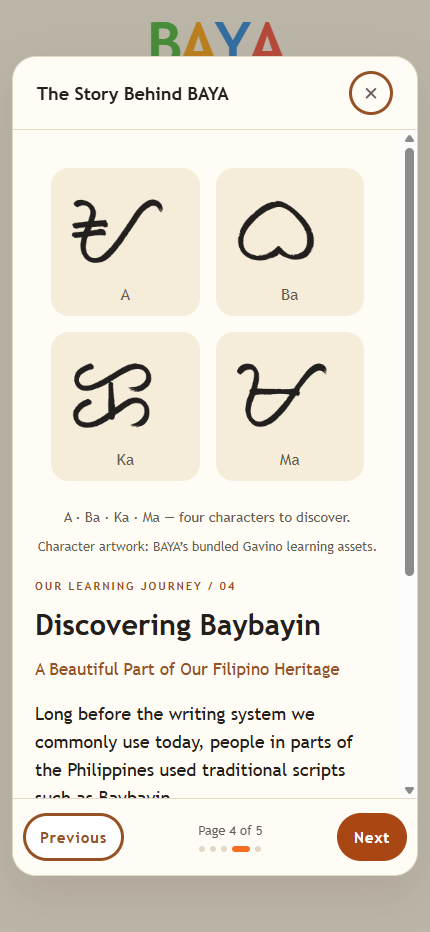 BAYA
The Story Behind BAYA
ᜀ
A
ᜊ
Ba
ᜃ
Ka
ᜋ
Ma
A · Ba · Ka · Ma — four characters to discover.
Character artwork: BAYA’s bundled Gavino learning assets.
OUR LEARNING JOURNEY / 04
Discovering Baybayin
A Beautiful Part of Our Filipino Heritage
Long before the writing system we
commonly use today, people in parts of
the Philippines used traditional scripts
such as Baybayin
Previous
Page 4 of 5
Next